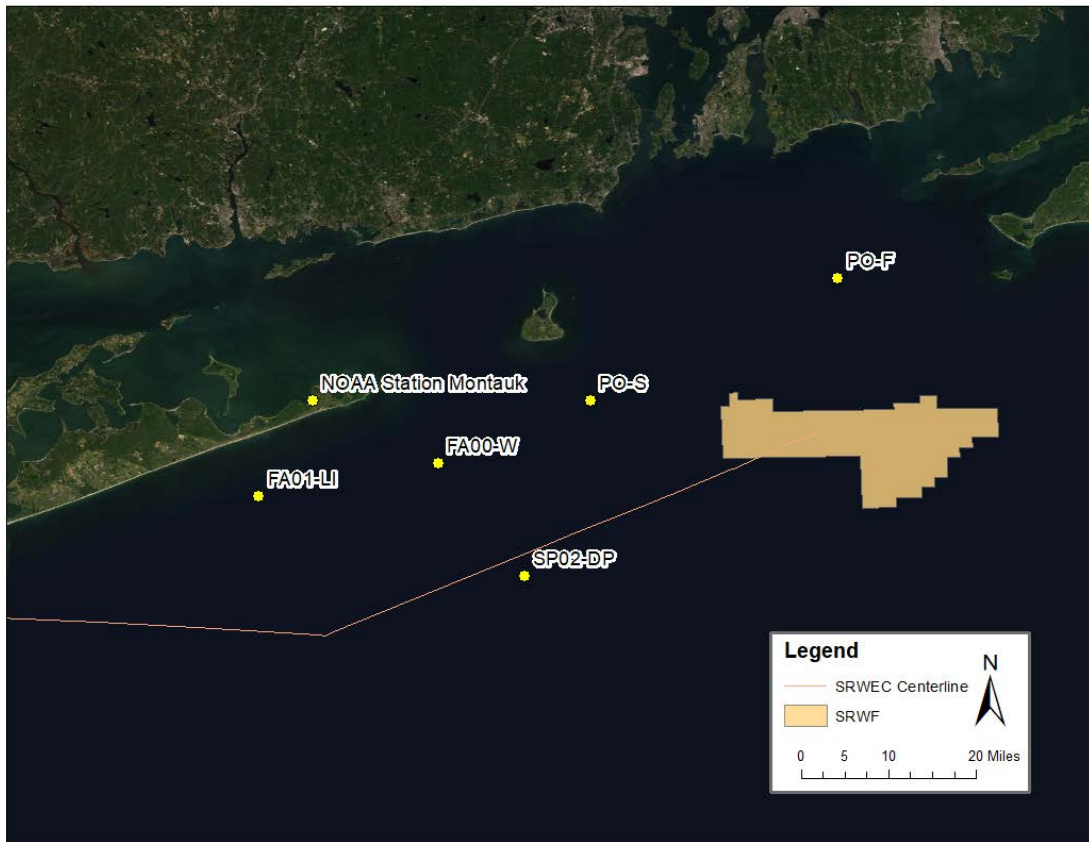 PO-F
NOAA Station Montauk
PO-S
FA00-W
FA01-LI
SP02-DP
Legend
N
SRWEC Centerline
SRWF
0 5 10 20 Miles